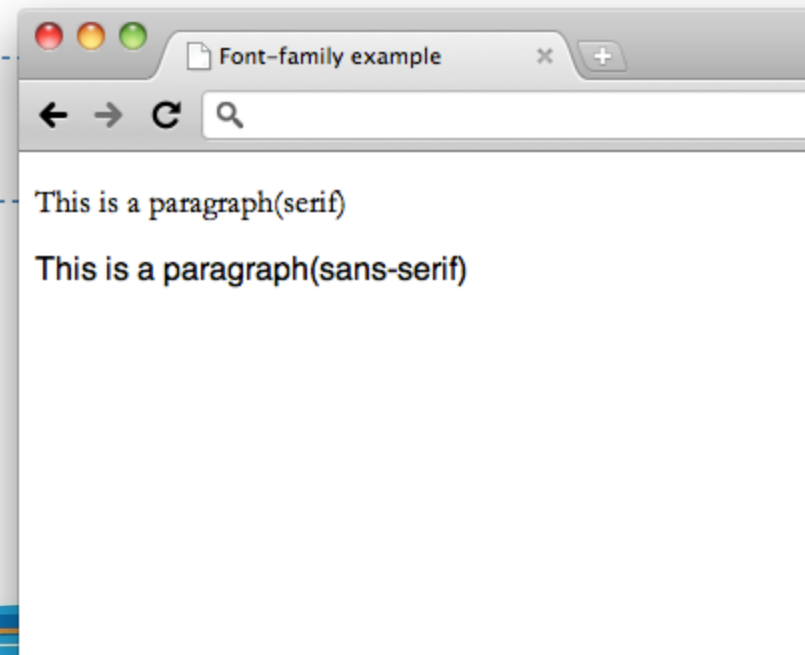 Font-family example
This is a paragraph(serif)
This is a paragraph(sans-serif)